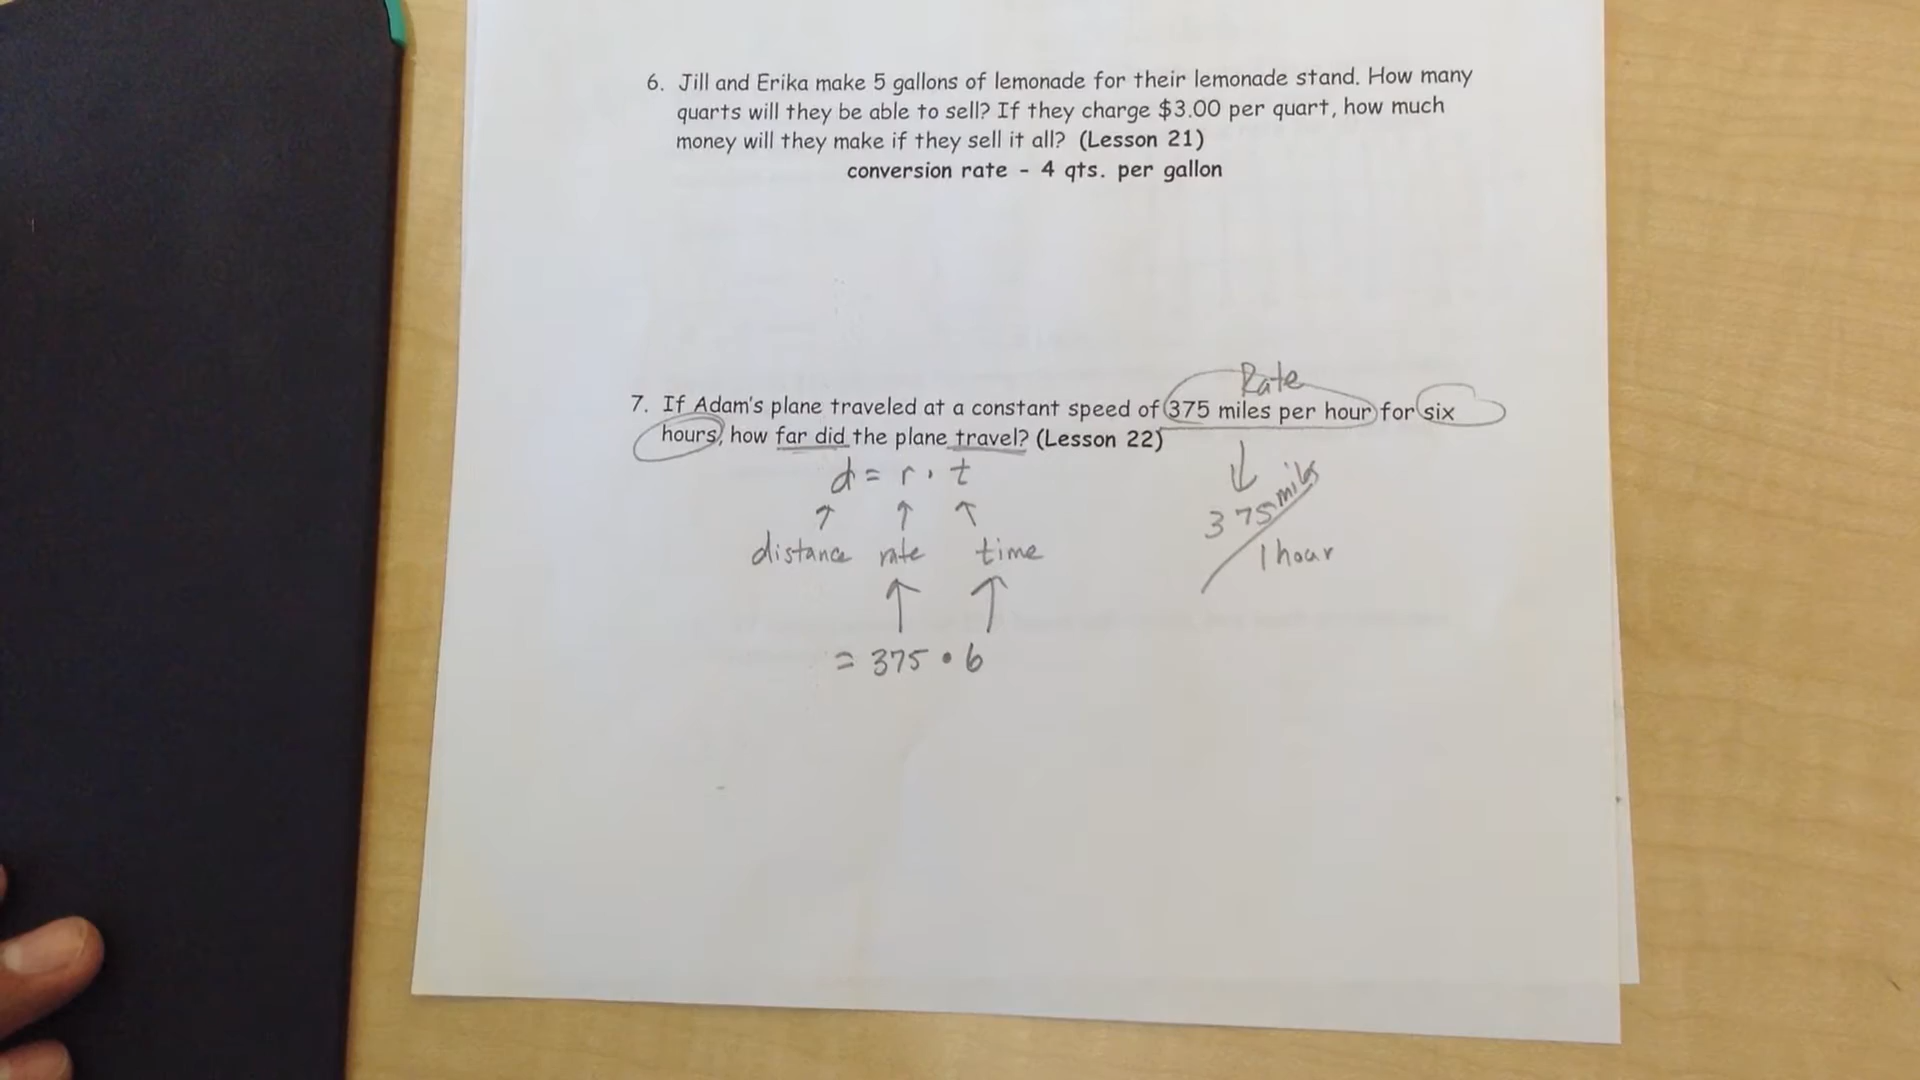 6. Jill and Erika make 5 gallons of lemonade for their lemonade stand. How many
quarts will they be able to sell? If they charge $3.00 per quart, how much
money will they make if they sell it all? (Lesson 21)
conversion rate - 4 qts. per gallon
Rate
7. If Adam's plane traveled at a constant speed of 375 miles per hour for six
hours, how far did the plane travel? (Lesson 22)
d = r · t
↑ ↑ ↑
distance rate time
↑ ↑
= 375 • 6
↓
375 miles
1 hour